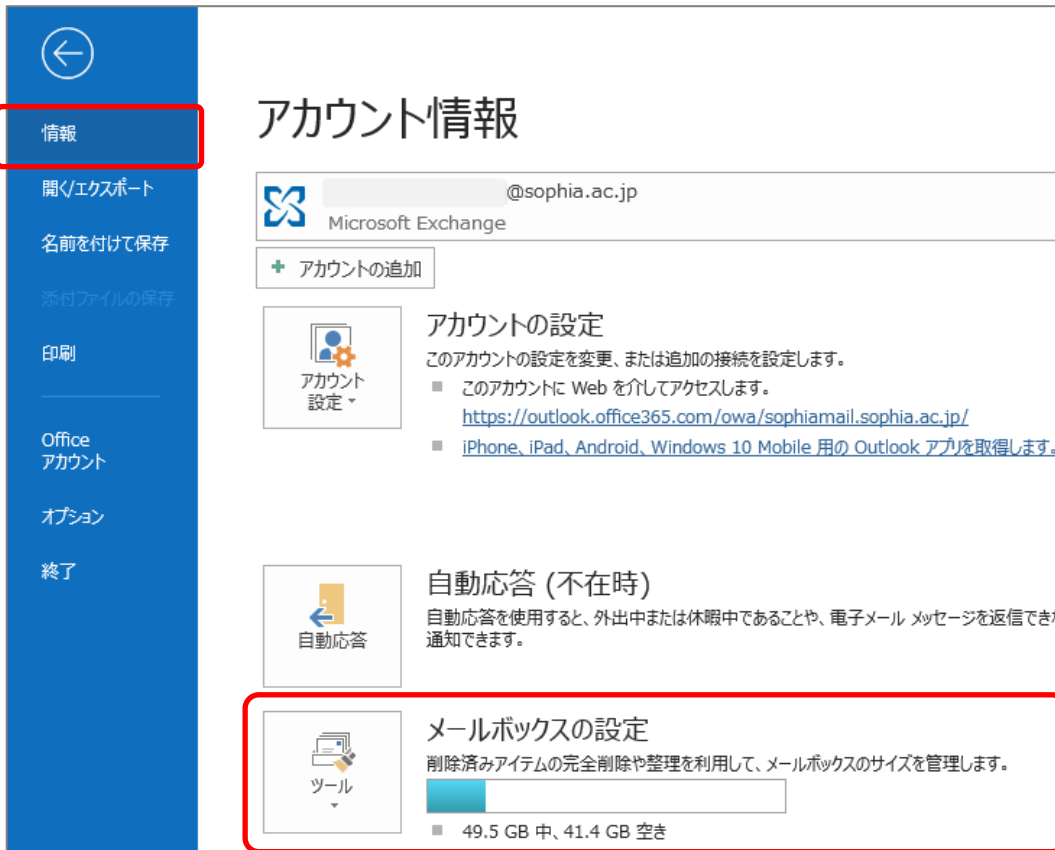 情報
開く/エクスポート
名前を付けて保存
添付ファイルの保存
印刷
Office
アカウント
オプション
終了
アカウント情報
@sophia.ac.jp
Microsoft Exchange
アカウントの追加
アカウント
設定
アカウントの設定
このアカウントの設定を変更、または追加の接続を設定します。
このアカウントに Web を介してアクセスします。
https://outlook.office365.com/owa/sophiamail.sophia.ac.jp/
iPhone、iPad、Android、Windows 10 Mobile 用の Outlook アプリを取得します。
自動応答
自動応答 (不在時)
自動応答を使用すると、外出中または休暇中であることや、電子メール メッセージを返信でき
通知できます。
ツール
メールボックスの設定
削除済みアイテムの完全削除や整理を利用して、メールボックスのサイズを管理します。
49.5 GB 中、41.4 GB 空き